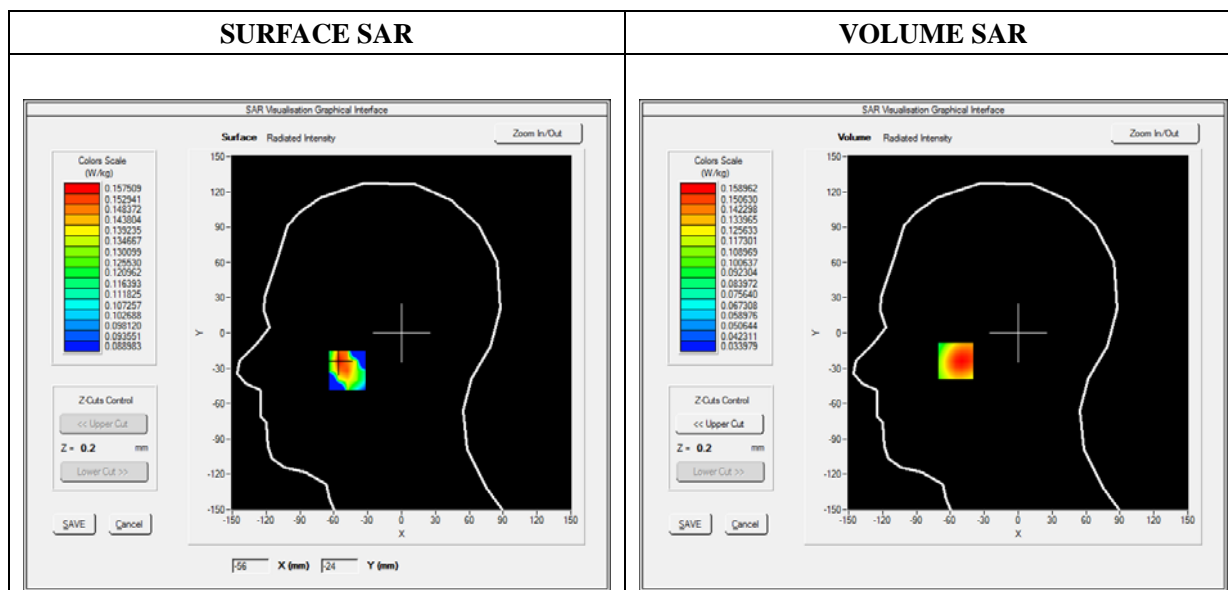 SURFACE SAR
SAR Visualisation Graphical Interface
Surface Radiated Intensity
Zoom In/Out
Colors Scale
(W/kg)
0.157509
0.152941
0.148372
0.143804
0.139235
0.134667
0.130099
0.125530
0.120962
0.116393
0.111825
0.107257
0.102688
0.098120
0.093551
0.088983
Z-Cuts Control
<< Upper Cut
Z = 0.2 mm
Lower Cut >>
SAVE Cancel
150
120
90
60
30
Y 0
-30
-60
-90
-120
-150
-150 -120 -90 -60 -30 0 30 60 90 120 150
X
-56 X (mm) -24 Y (mm)
VOLUME SAR
SAR Visualisation Graphical Interface
Volume Radiated Intensity
Zoom In/Out
Colors Scale
(W/kg)
0.158962
0.150630
0.142298
0.133965
0.125633
0.117301
0.108969
0.100637
0.092304
0.083972
0.075640
0.067308
0.058976
0.050644
0.042311
0.033979
Z-Cuts Control
<< Upper Cut
Z = 0.2 mm
Lower Cut >>
SAVE Cancel
150
120
90
60
30
Y 0
-30
-60
-90
-120
-150
-150 -120 -90 -60 -30 0 30 60 90 120 150
X